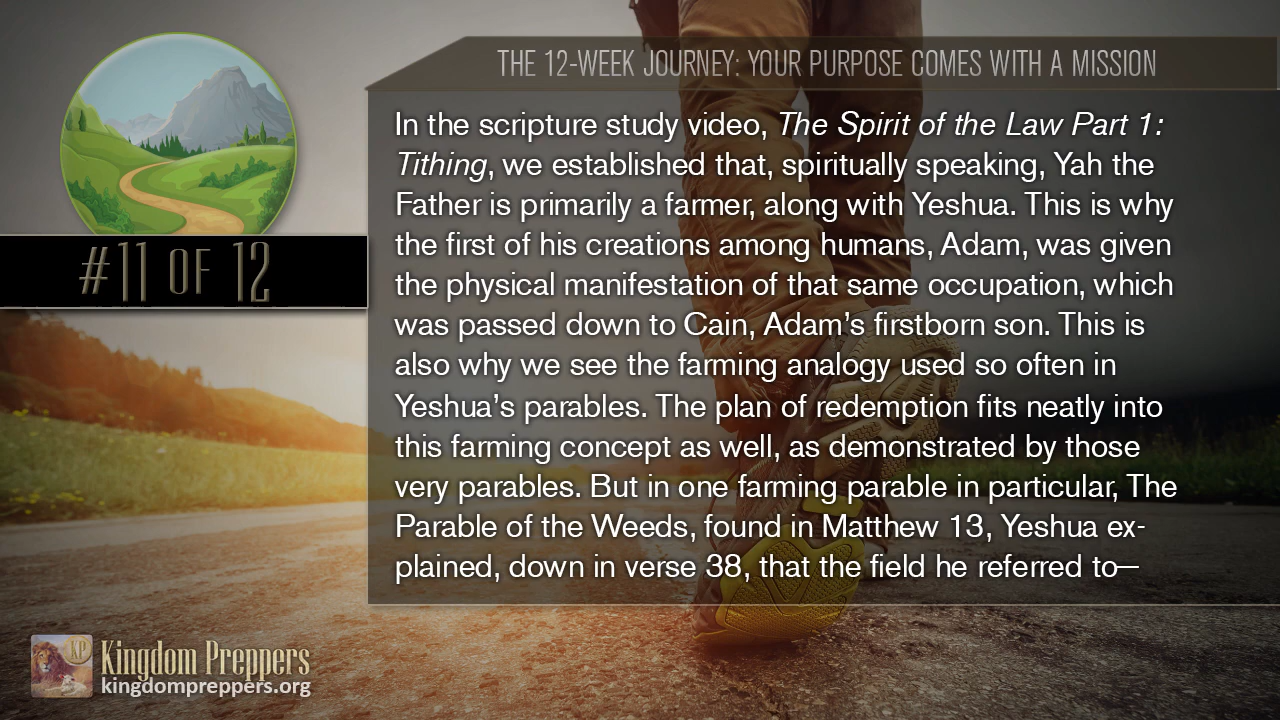 THE 12-WEEK JOURNEY: YOUR PURPOSE COMES WITH A MISSION
#11 OF 12
In the scripture study video, The Spirit of the Law Part 1:
Tithing, we established that, spiritually speaking, Yah the
Father is primarily a farmer, along with Yeshua. This is why
the first of his creations among humans, Adam, was given
the physical manifestation of that same occupation, which
was passed down to Cain, Adam’s firstborn son. This is
also why we see the farming analogy used so often in
Yeshua’s parables. The plan of redemption fits neatly into
this farming concept as well, as demonstrated by those
very parables. But in one farming parable in particular, The
Parable of the Weeds, found in Matthew 13, Yeshua ex-
plained, down in verse 38, that the field he referred to—
KP
Kingdom Preppers
kingdompreppers.org